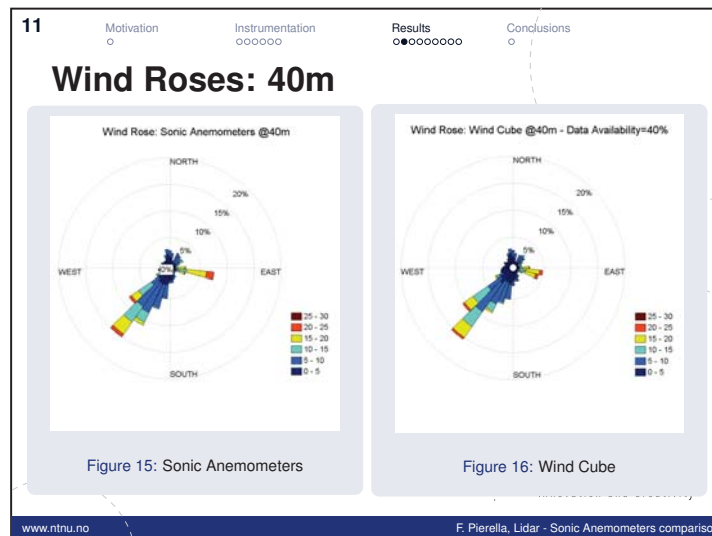 11
Motivation
Instrumentation
Results
Conclusions
Wind Roses: 40m
Wind Rose: Sonic Anemometers @40m
NORTH
20%
15%
10%
5%
WEST
EAST
SOUTH
25 - 30
20 - 25
15 - 20
10 - 15
5 - 10
0 - 5
Figure 15: Sonic Anemometers
Wind Rose: Wind Cube @40m - Data Availability=40%
NORTH
20%
15%
10%
5%
WEST
EAST
SOUTH
25 - 30
20 - 25
15 - 20
10 - 15
5 - 10
0 - 5
Figure 16: Wind Cube
www.ntnu.no
F. Pierella, Lidar - Sonic Anemometers compariso